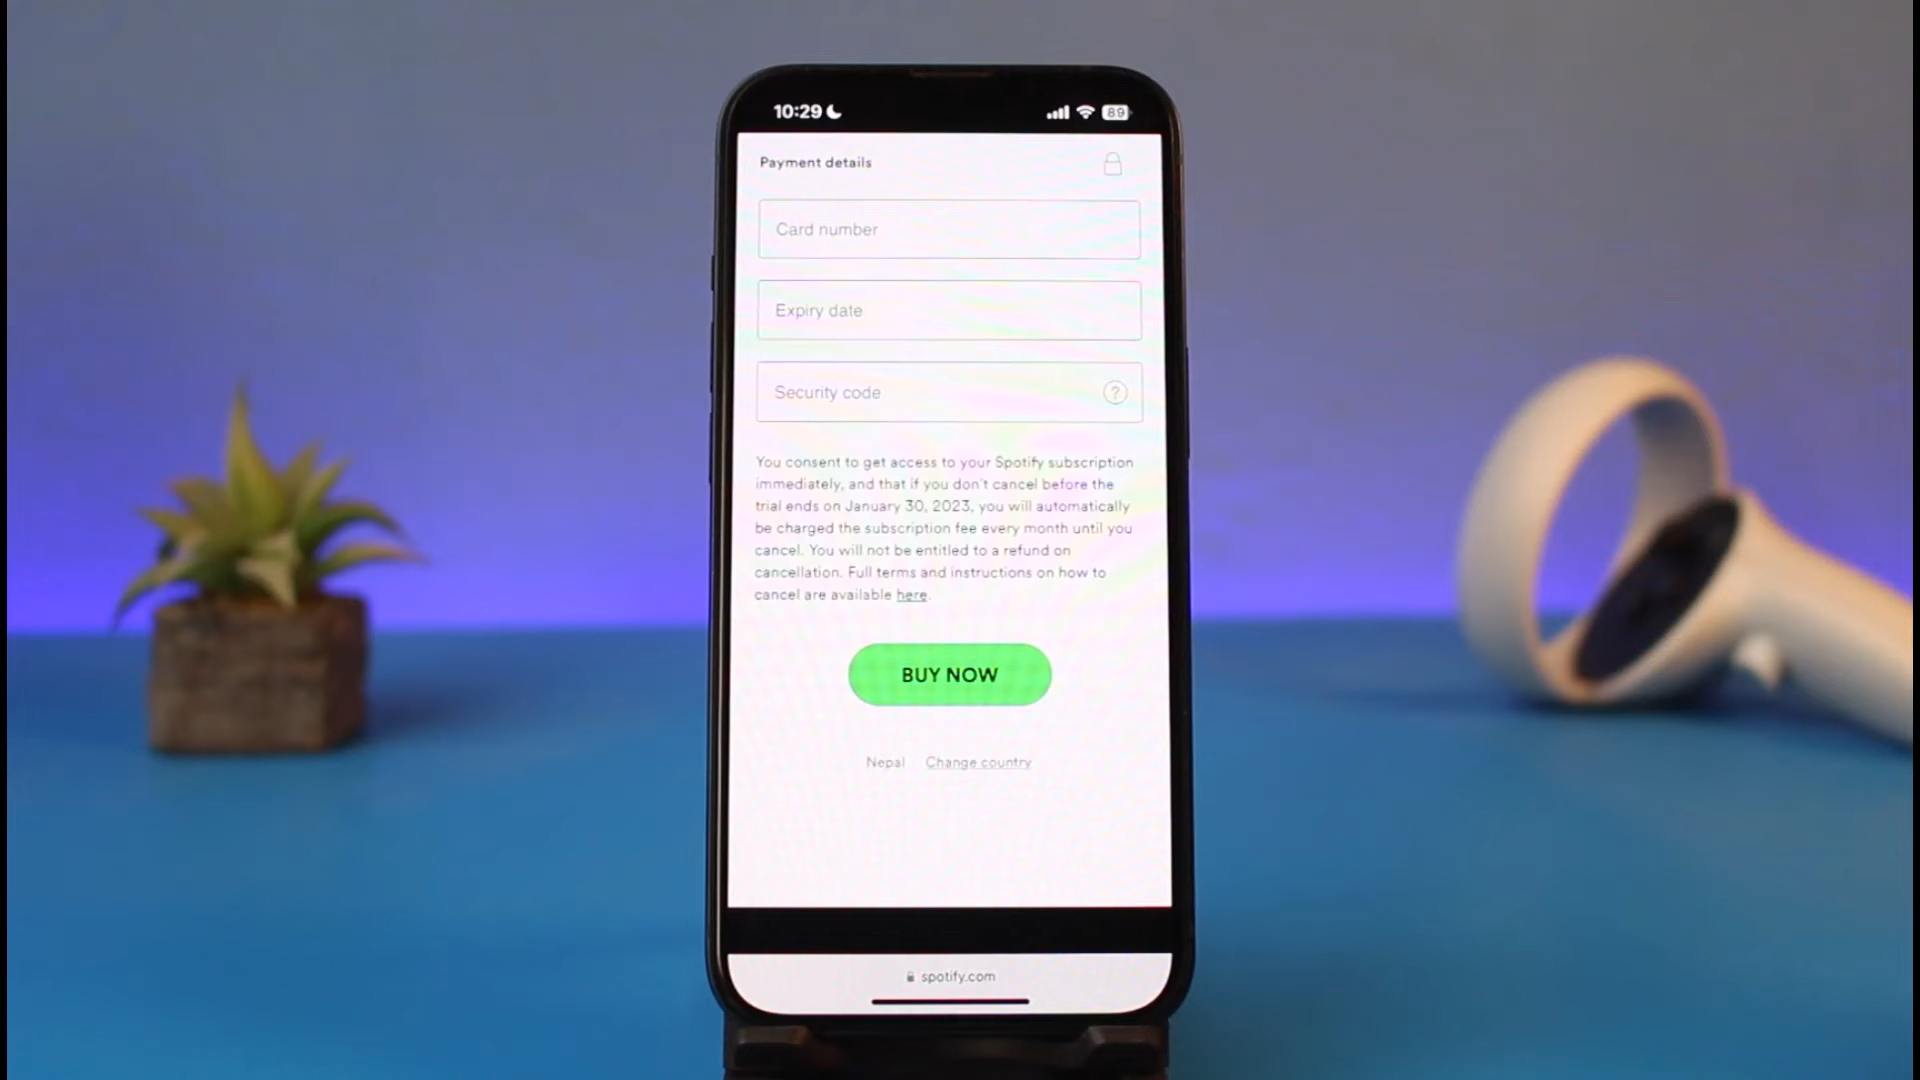 10:29
89
Payment details
Card number
Expiry date
Security code
?
You consent to get access to your Spotify subscription
immediately, and that if you don't cancel before the
trial ends on January 30, 2023, you will automatically
be charged the subscription fee every month until you
cancel. You will not be entitled to a refund on
cancellation. Full terms and instructions on how to
cancel are available here.
BUY NOW
Nepal Change country
spotify.com